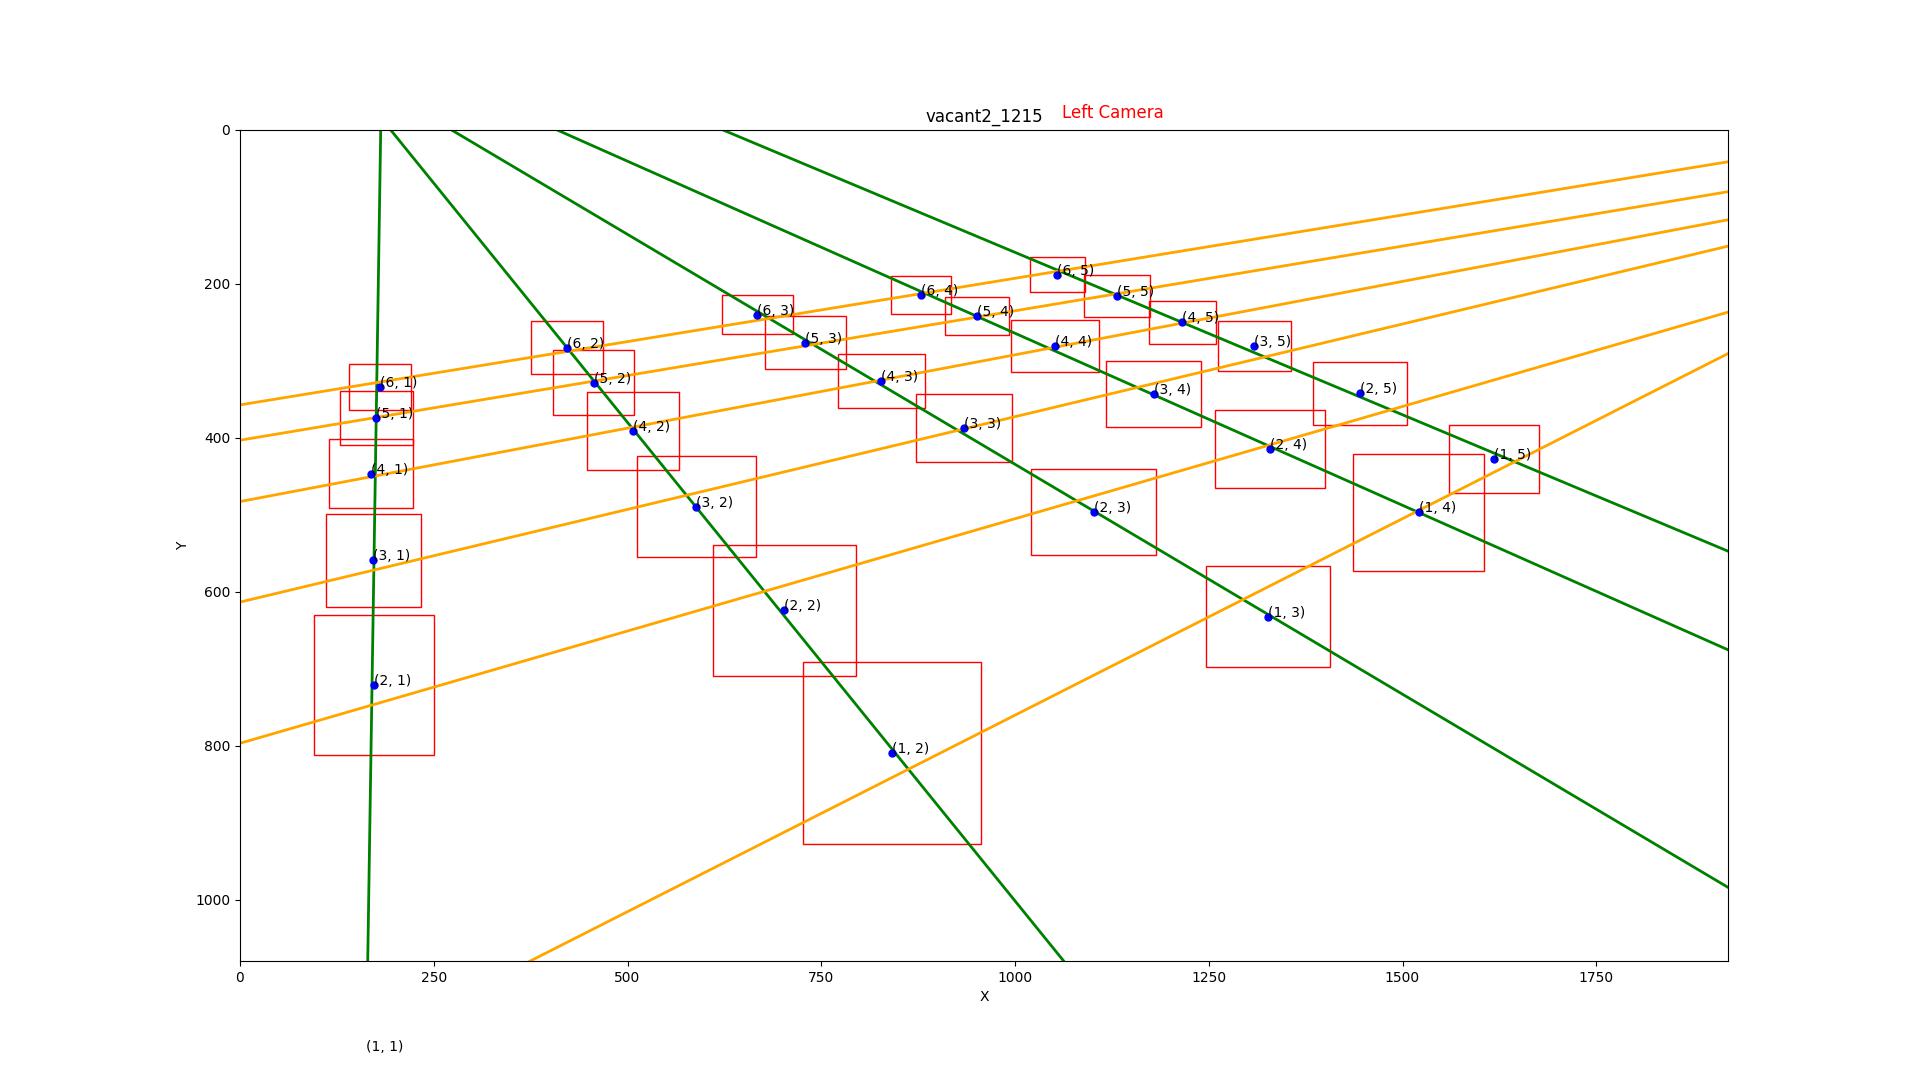 vacant2_1215 Left Camera
0
(6, 5)
(6, 4) (5, 5)
200
(6, 3) (5, 4) (4, 5)
(6, 2) (5, 3) (4, 4) (3, 5)
(6, 1) (5, 2) (4, 3) (3, 4) (2, 5)
(5, 1) (4, 2) (3, 3)
400
(4, 1) (2, 4) (1, 5)
(3, 2) (2, 3) (1, 4)
Y
(3, 1)
600
(2, 2) (1, 3)
(2, 1)
800
(1, 2)
1000
0 250 500 750 1000 1250 1500 1750
X
(1, 1)